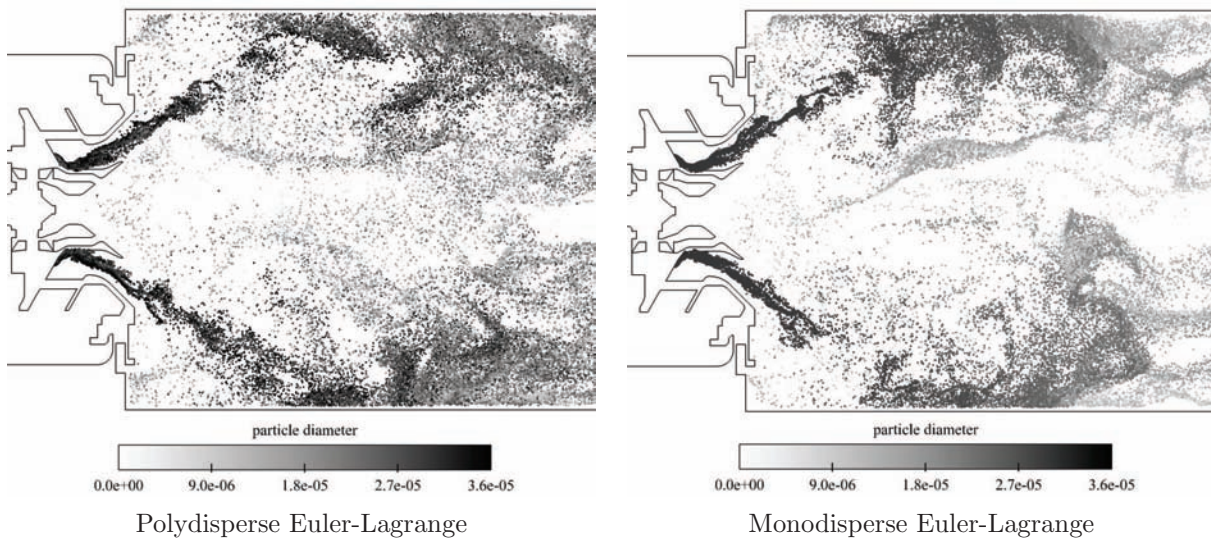 particle diameter
0.0e+00 9.0e-06 1.8e-05 2.7e-05 3.6e-05
Polydisperse Euler-Lagrange
particle diameter
0.0e+00 9.0e-06 1.8e-05 2.7e-05 3.6e-05
Monodisperse Euler-Lagrange